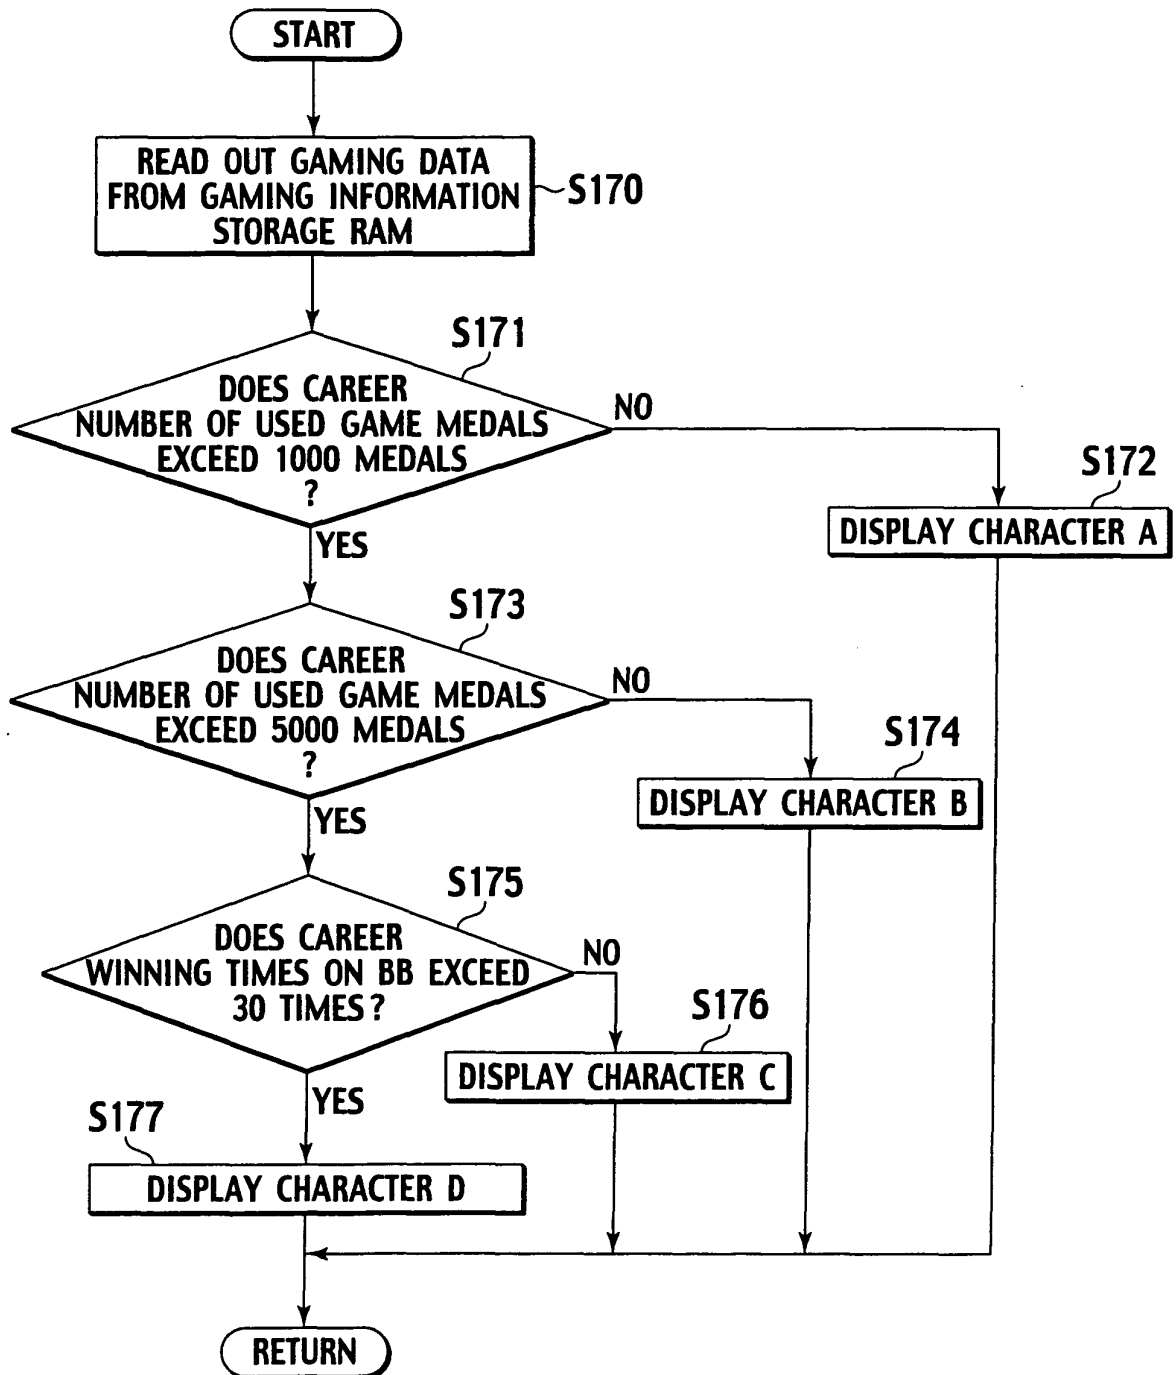 START
READ OUT GAMING DATA
FROM GAMING INFORMATION
STORAGE RAM
S170
S171
DOES CAREER
NUMBER OF USED GAME MEDALS
EXCEED 1000 MEDALS
?
NO
YES
S172
DISPLAY CHARACTER A
S173
DOES CAREER
NUMBER OF USED GAME MEDALS
EXCEED 5000 MEDALS
?
NO
YES
S174
DISPLAY CHARACTER B
S175
DOES CAREER
WINNING TIMES ON BB EXCEED
30 TIMES?
NO
YES
S176
DISPLAY CHARACTER C
S177
DISPLAY CHARACTER D
RETURN